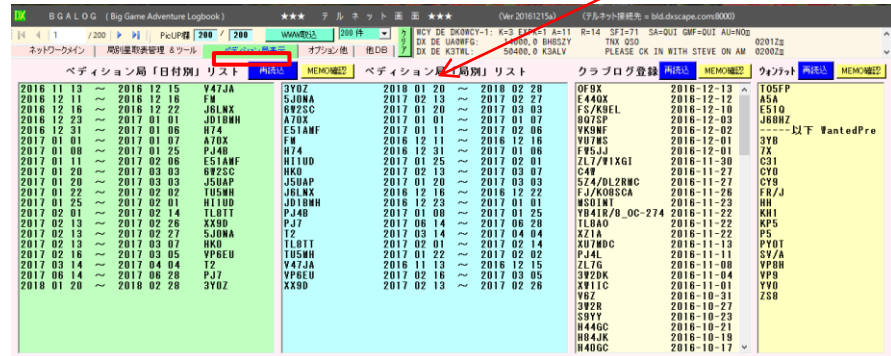 DX BGALOG (Big Game Adventure Logbook) ★★★ テルネット画面 ★★★ (Ver 20161215a) (テルネット接続先 = bld.dxscape.com:8000)
1 /200 PicUP様 200 / 200 WWW取込 200 件 クリア WCY DE DK0WCY-1: K=3 EXPK=1 A=11 R=14 SFI=71 SA=QUI GMF=QUI AU=NO
DX DE UA0WFG: 14000.0 BH8SZY TNX QSO 0201Z
DX DE K3TWL: 50400.0 K3ALV PLEASE CK IN WITH STEVE ON AM 0200Z
ネットワークメイン 局別量取表管理 &ツール オプション他 他DB
ペディション局「日付別」リスト 再読込 MEMO確認 ペディション局「局別」リスト クラブログ登録 再読込 MEMO確認 ウォンテット 再読込 MEMO確認
2016 11 13 ～ 2016 12 15 V47JA
2016 12 11 ～ 2016 12 16 FM
2016 12 16 ～ 2016 12 22 J6LNX
2016 12 23 ～ 2017 01 01 JD1BMH
2016 12 31 ～ 2017 01 06 H74
2017 01 01 ～ 2017 01 07 A70X
2017 01 08 ～ 2017 01 25 PJ4B
2017 01 11 ～ 2017 02 06 E51AMF
2017 01 20 ～ 2017 03 03 6W2SC
2017 01 20 ～ 2017 03 03 J5UAP
2017 01 22 ～ 2017 02 02 TU5MH
2017 01 25 ～ 2017 02 01 HI1UD
2017 02 01 ～ 2017 02 14 TL8TT
2017 02 13 ～ 2017 02 26 XX9D
2017 02 13 ～ 2017 02 27 5J0NA
2017 02 13 ～ 2017 03 07 HK0
2017 02 16 ～ 2017 03 05 VP6EU
2017 03 14 ～ 2017 04 04 T2
2017 06 14 ～ 2017 06 28 PJ7
2018 01 20 ～ 2018 02 28 3Y0Z
3Y0Z 2018 01 20 ～ 2018 02 28
5J0NA 2017 02 13 ～ 2017 02 27
6W2SC 2017 01 20 ～ 2017 03 03
A70X 2017 01 01 ～ 2017 01 07
E51AMF 2017 01 11 ～ 2017 02 06
FM 2016 12 11 ～ 2016 12 16
H74 2016 12 31 ～ 2017 01 06
HI1UD 2017 01 25 ～ 2017 02 01
HK0 2017 02 13 ～ 2017 03 07
J5UAP 2017 01 20 ～ 2017 03 03
J6LNX 2016 12 16 ～ 2016 12 22
JD1BMH 2016 12 23 ～ 2017 01 01
PJ4B 2017 01 08 ～ 2017 01 25
PJ7 2017 06 14 ～ 2017 06 28
T2 2017 03 14 ～ 2017 04 04
TL8TT 2017 02 01 ～ 2017 02 14
TU5MH 2017 01 22 ～ 2017 02 02
V47JA 2016 11 13 ～ 2016 12 15
VP6EU 2017 02 16 ～ 2017 03 05
XX9D 2017 02 13 ～ 2017 02 26
OF9X 2016-12-13
E44QX 2016-12-12
FS/K9EL 2016-12-10
8Q7SP 2016-12-03
VK9NF 2016-12-02
VU7MS 2016-12-01
FW5JJ 2016-12-01
ZL7/W1XGI 2016-11-30
C4W 2016-11-27
5Z4/DL2RMC 2016-11-27
FJ/KO8SCA 2016-11-26
MS0INT 2016-11-23
YB4IR/8_OC-274 2016-11-22
TL0AO 2016-11-22
XZ1A 2016-11-22
XU7MDC 2016-11-13
PJ4L 2016-11-11
ZL7G 2016-11-08
3W2DK 2016-11-04
XW1IC 2016-11-01
V6Z 2016-10-31
3W2R 2016-10-27
S9YY 2016-10-23
H44GC 2016-10-21
H84JK 2016-10-19
H40GC 2016-10-17
TO5FP
A5A
E51Q
J68HZ
-----以下 WantedPre
3YB
7X
C31
CY0
CY9
FR/J
HH
KH1
KP5
P5
PY0T
SV/A
VP8H
VP9
YV0
ZS8